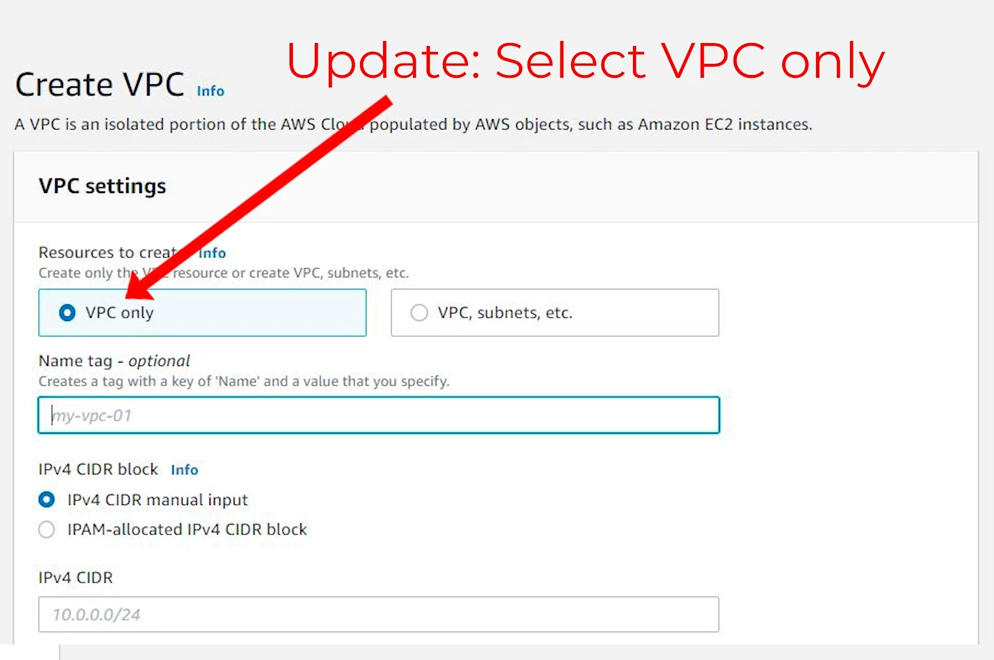 Update: Select VPC only
Create VPC Info
A VPC is an isolated portion of the AWS Cloud populated by AWS objects, such as Amazon EC2 instances.
VPC settings
Resources to create Info
Create only the VPC resource or create VPC, subnets, etc.
VPC only
VPC, subnets, etc.
Name tag - optional
Creates a tag with a key of 'Name' and a value that you specify.
my-vpc-01
IPv4 CIDR block Info
IPv4 CIDR manual input
IPAM-allocated IPv4 CIDR block
IPv4 CIDR
10.0.0.0/24